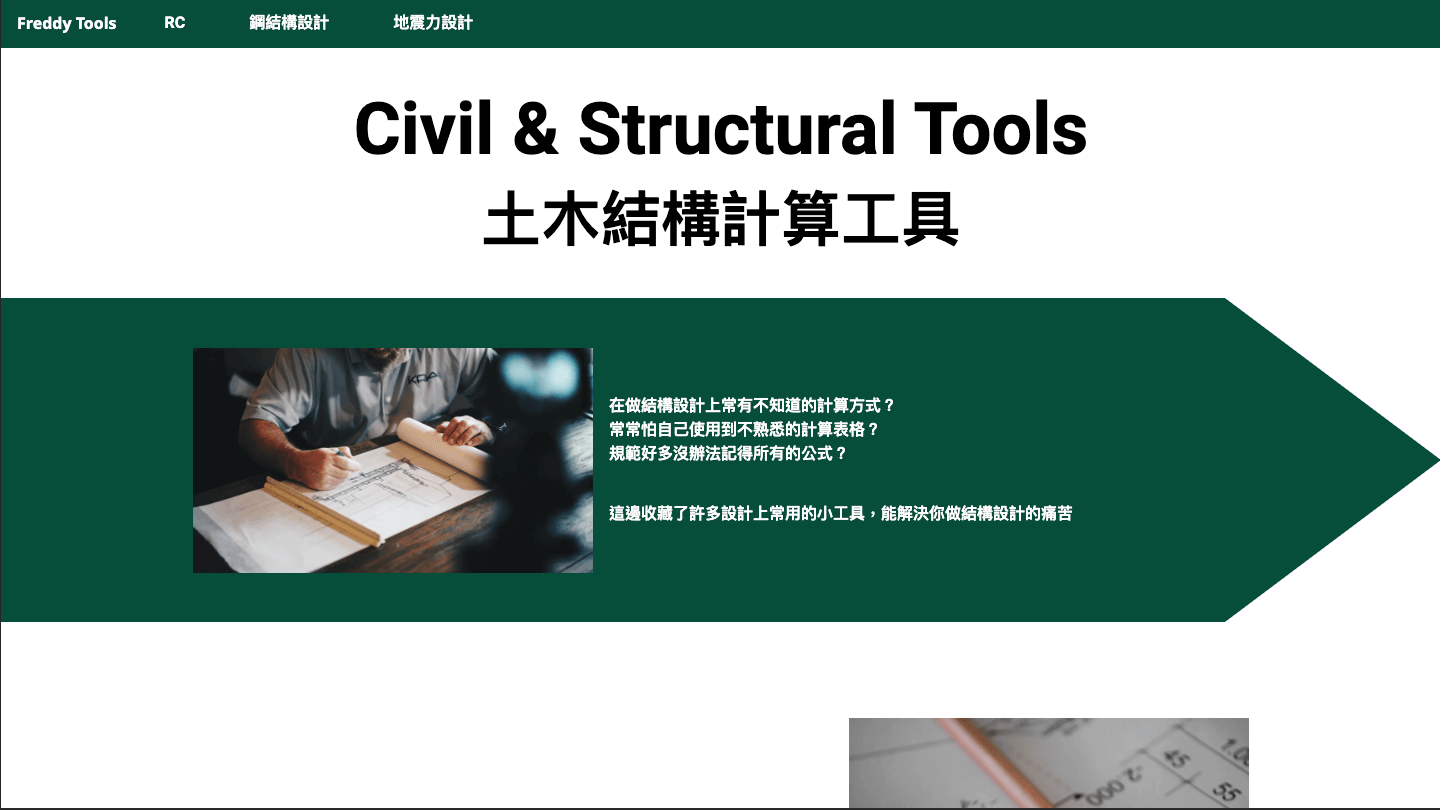 Freddy Tools
RC
鋼結構設計
地震力設計
Civil & Structural Tools
土木結構計算工具
KRA
在做結構設計上常有不知道的計算方式？
常常怕自己使用到不熟悉的計算表格？
規範好多沒辦法記得所有的公式？
這邊收藏了許多設計上常用的小工具，能解決你做結構設計的痛苦
45
55
2,000